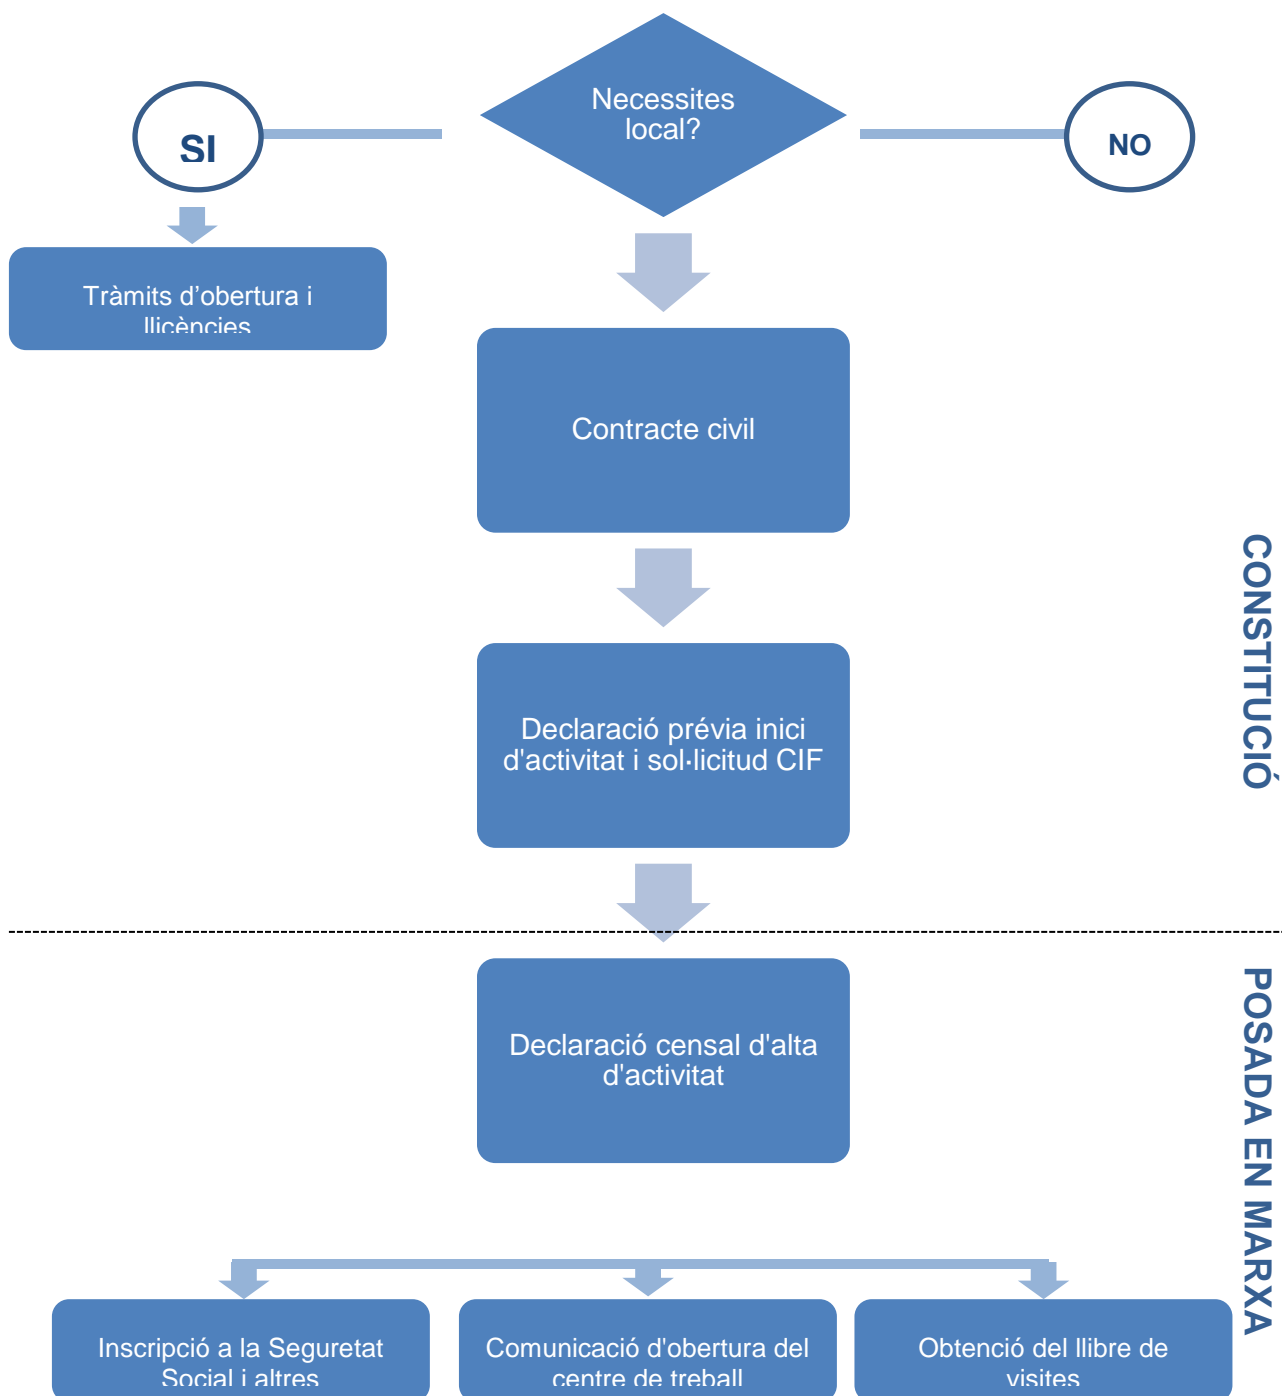 Necessites
local?
SI
NO
Tràmits d’obertura i
llicències
Contracte civil
Declaració prévia inici
d'activitat i sol·licitud CIF
CONSTITUCIÓ
Declaració censal d'alta
d'activitat
POSADA EN MARXA
Inscripció a la Seguretat
Social i altres
Comunicació d'obertura del
centre de treball
Obtenció del llibre de
visites